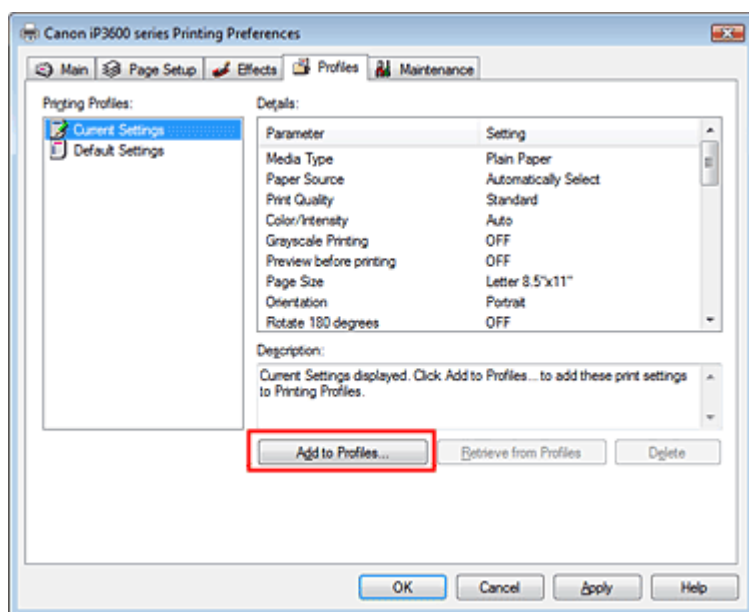 Canon iP3600 series Printing Preferences
Main Page Setup Effects Profiles Maintenance
Printing Profiles:
Current Settings
Default Settings
Details:
Parameter Setting
Media Type Plain Paper
Paper Source Automatically Select
Print Quality Standard
Color/Intensity Auto
Grayscale Printing OFF
Preview before printing OFF
Page Size Letter 8.5"x11"
Orientation Portrait
Rotate 180 degrees OFF
Description:
Current Settings displayed. Click Add to Profiles... to add these print settings
to Printing Profiles.
Add to Profiles... Retrieve from Profiles Delete
OK Cancel Apply Help